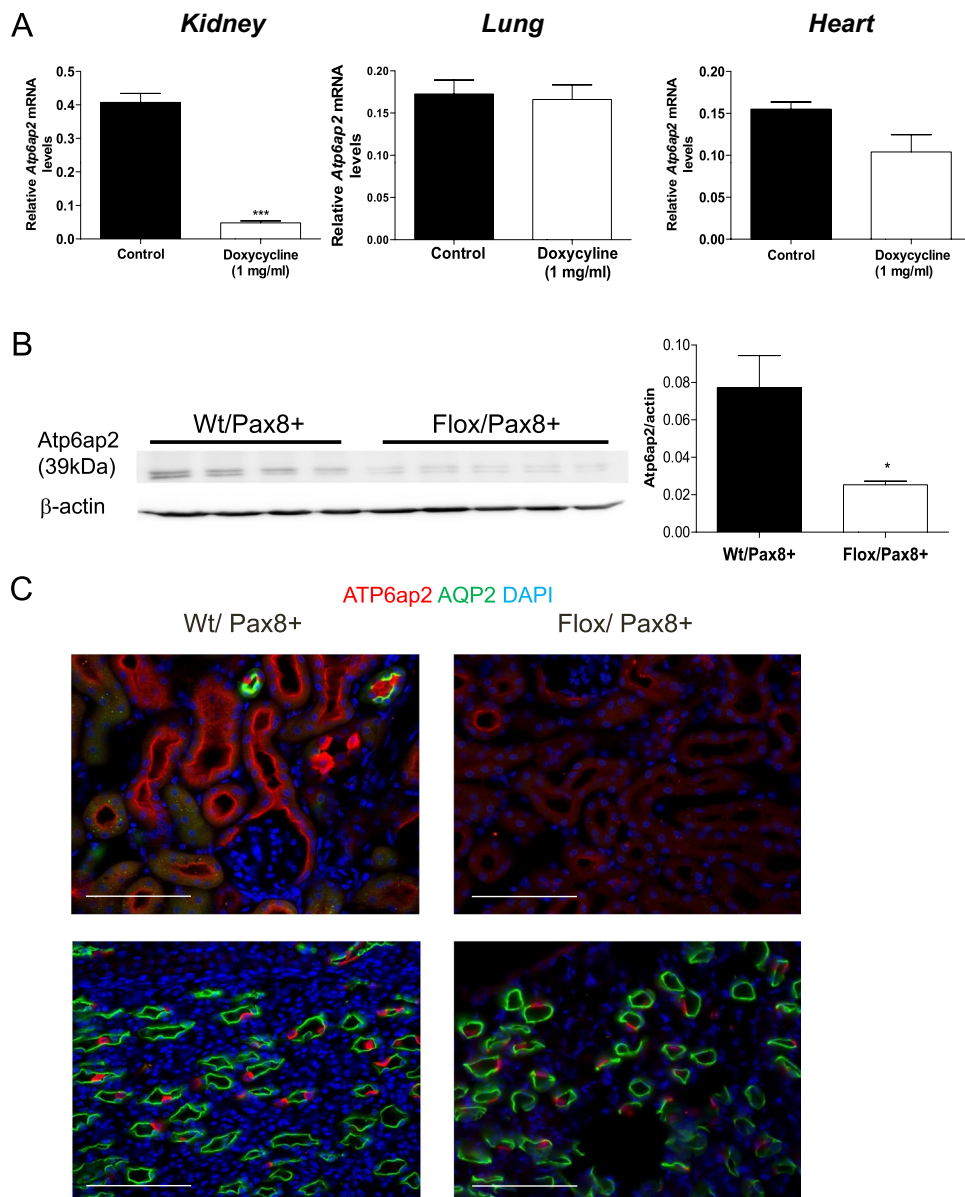 A
Kidney
Lung
Heart
Relative Atp6ap2 mRNA
levels
0.5
0.4
0.3
0.2
0.1
0.0
***
Control
Doxycycline
(1 mg/ml)
Relative Atp6ap2 mRNA
levels
0.20
0.15
0.10
0.05
0.00
Control
Doxycycline
(1 mg/ml)
Relative Atp6ap2 mRNA
levels
0.20
0.15
0.10
0.05
0.00
Control
Doxycycline
(1 mg/ml)
B
Wt/Pax8+
Flox/Pax8+
Atp6ap2
(39kDa)
β-actin
Atp6ap2/actin
0.10
0.08
0.06
0.04
0.02
0.00
*
Wt/Pax8+
Flox/Pax8+
C
ATP6ap2 AQP2 DAPI
Wt/ Pax8+
Flox/ Pax8+